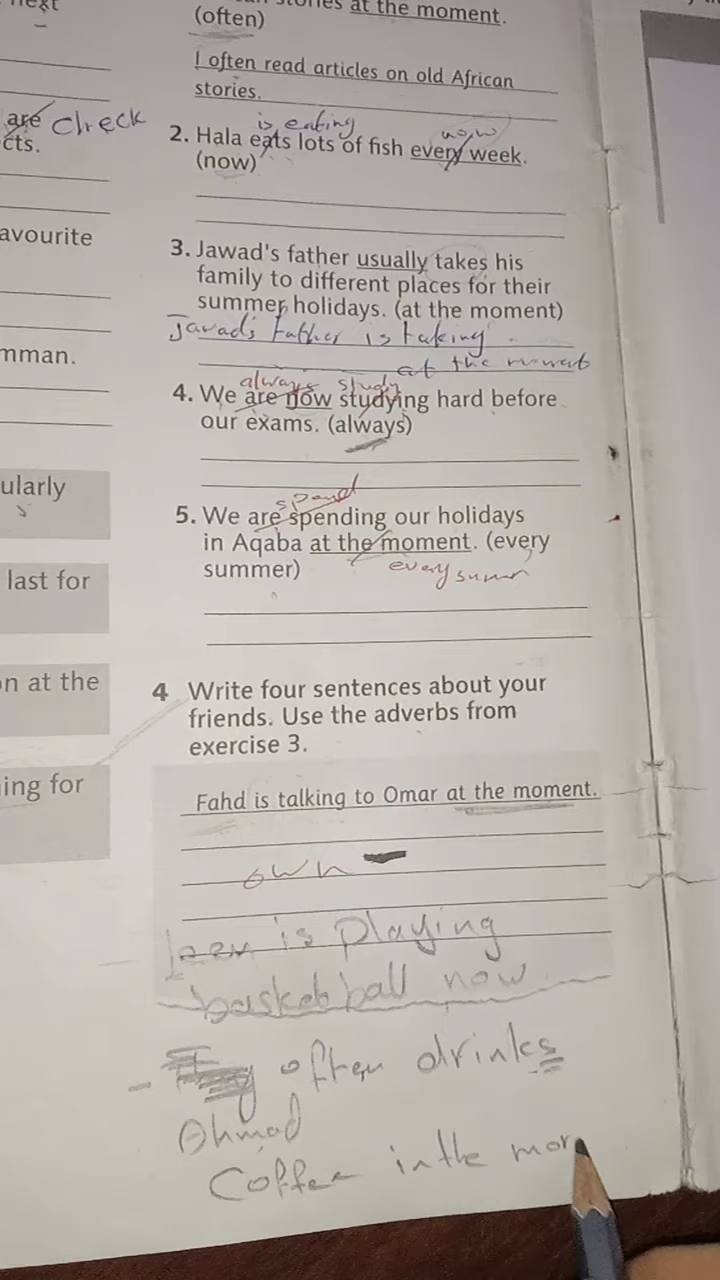 next
stories at the moment.
(often)
I often read articles on old African
stories.
are check
cts.
is eating now
2. Hala eats lots of fish every week.
(now)
avourite
3. Jawad's father usually takes his
family to different places for their
summer holidays. (at the moment)
Jawad's father is taking
at the moment
mman.
always study
4. We are now studying hard before
our exams. (always)
ularly
spend
5. We are spending our holidays
in Aqaba at the moment. (every
summer)
every summer
last for
n at the
4 Write four sentences about your
friends. Use the adverbs from
exercise 3.
ing for
Fahd is talking to Omar at the moment.
own
is playing
basketball now
- often drinks
Ahmad
Coffee in the mor